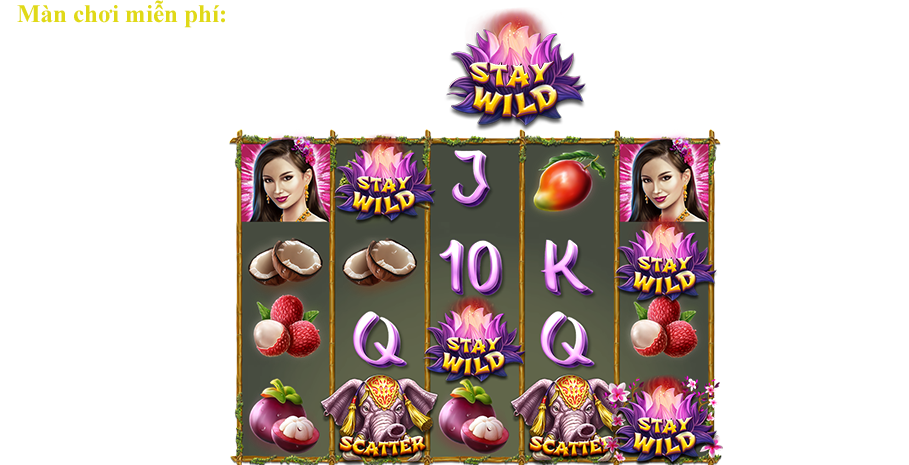 Màn chơi miễn phí:
STAY
WILD
STAY
WILD
J
10
K
STAY
WILD
Q
STAY
WILD
Q
SCATTER
SCATTER
STAY
WILD